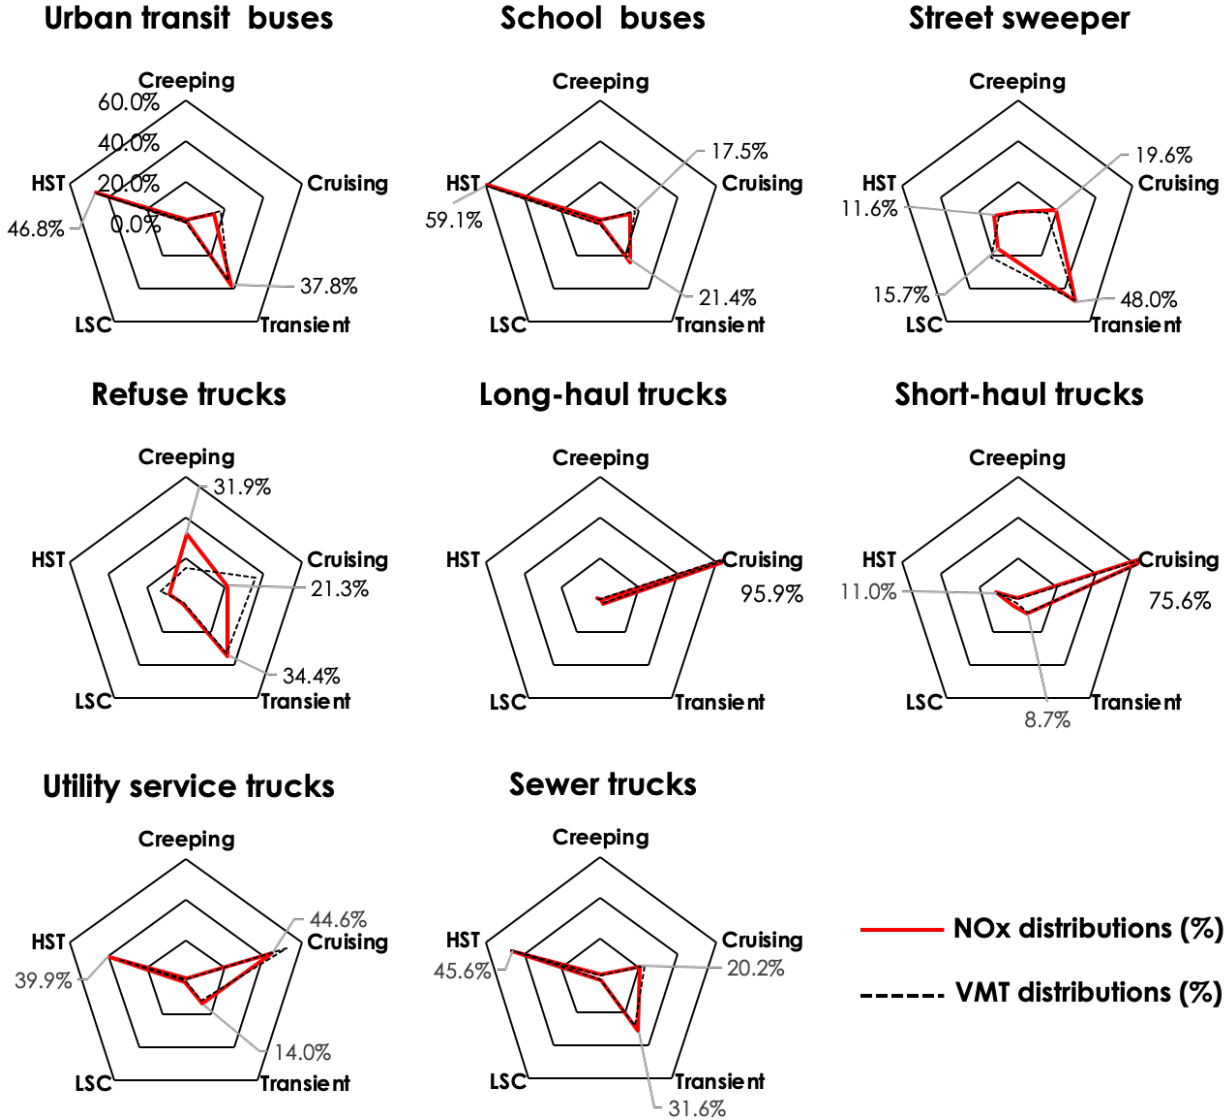 Urban transit buses
School buses
Street sweeper
Creeping
60.0%
40.0%
20.0%
0.0%
HST
Cruising
46.8%
37.8%
LSC
Transient
Creeping
17.5%
HST
Cruising
59.1%
21.4%
LSC
Transient
Creeping
19.6%
HST
Cruising
11.6%
15.7%
48.0%
LSC
Transient
Refuse trucks
Long-haul trucks
Short-haul trucks
Creeping
31.9%
HST
Cruising
21.3%
34.4%
LSC
Transient
Creeping
HST
Cruising
95.9%
LSC
Transient
Creeping
HST
Cruising
11.0%
75.6%
LSC
Transient
8.7%
Utility service trucks
Sewer trucks
Creeping
44.6%
HST
Cruising
39.9%
14.0%
LSC
Transient
Creeping
HST
Cruising
45.6%
20.2%
LSC
Transient
31.6%
NOx distributions (%)
VMT distributions (%)